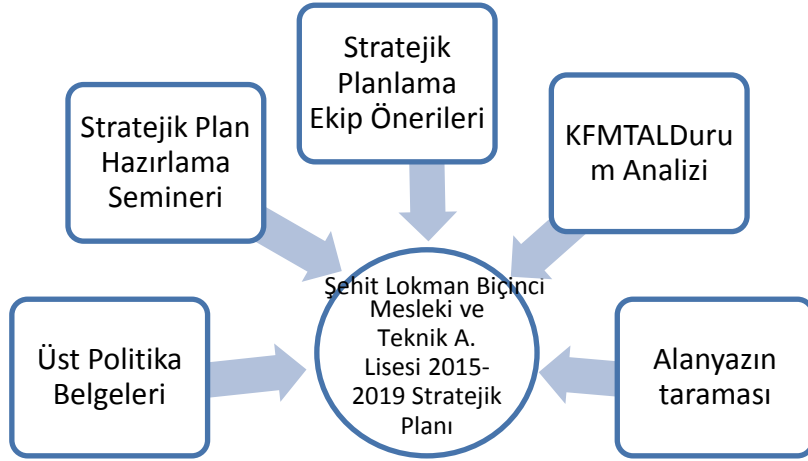 Stratejik
Planlama
Ekip Önerileri
Stratejik Plan
Hazırlama
Semineri
KFMTALDuru
m Analizi
Üst Politika
Belgeleri
Şehit Lokman Biçinci
Mesleki ve
Teknik A.
Lisesi 2015-
2019 Stratejik
Planı
Alanyazın
taraması